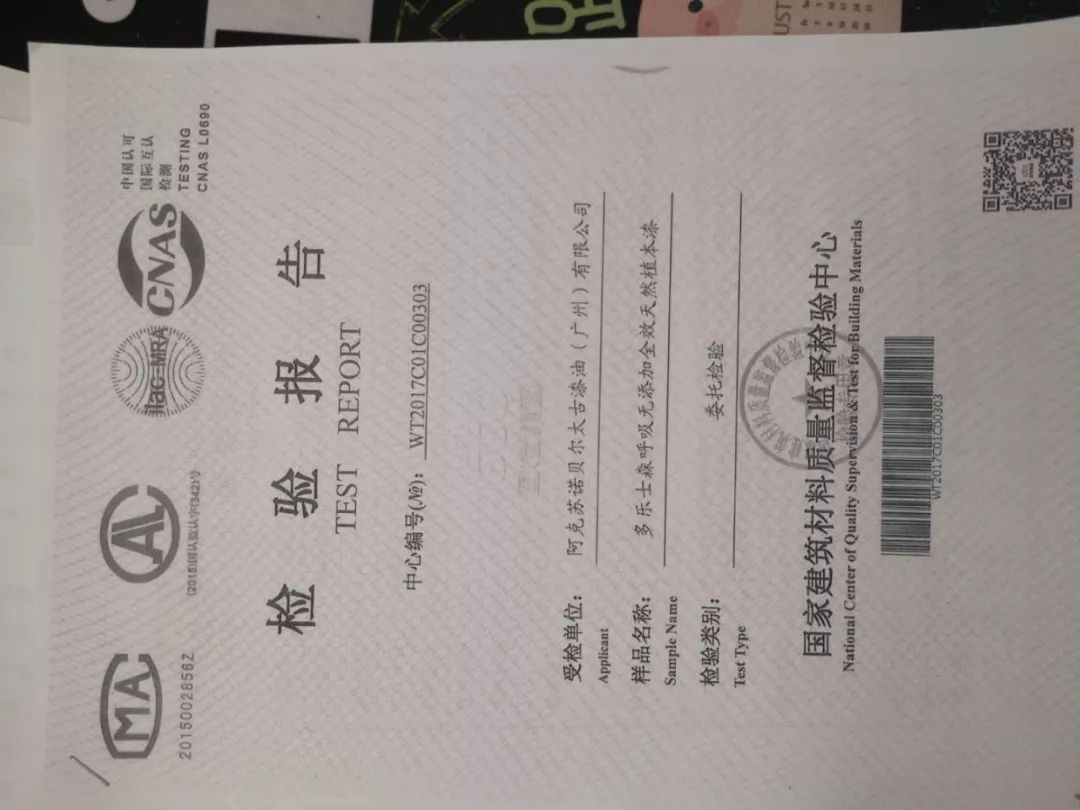 MA
2015002856Z
AL
(2015)国认监认字(342)号
ilac-MRA
CNAS
中国认可
国际互认
检测
TESTING
CNAS L0690
检验报告
TEST REPORT
中心编号(№): WT2017C01C00303
受检单位: 阿克苏诺贝尔太古漆油(广州)有限公司
Applicant
样品名称: 多乐士森呼吸无添加全效天然植本漆
Sample Name
检验类别: 委托检验
Test Type
国家建筑材料质量监督检验中心
National Center of Quality Supervision & Test for Building Materials
WT2017C01C00303